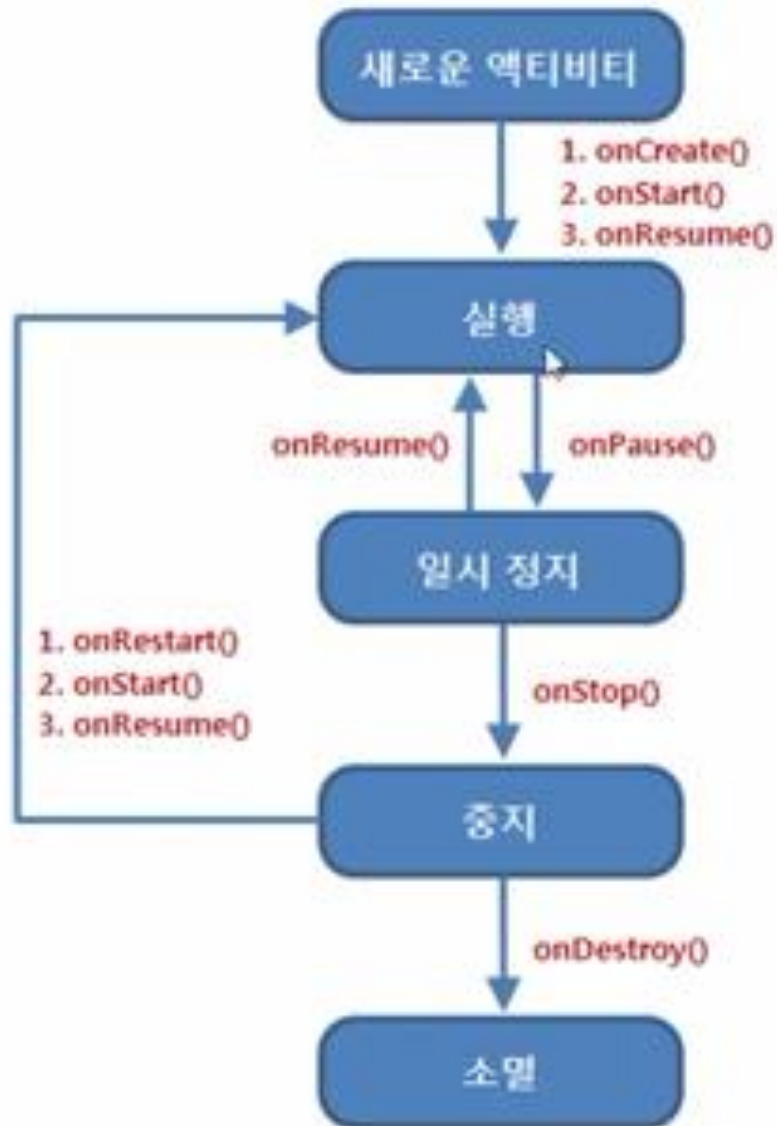 새로운 액티비티
1. onCreate()
2. onStart()
3. onResume()
실행
onResume()
onPause()
일시 정지
1. onRestart()
2. onStart()
3. onResume()
onStop()
중지
onDestroy()
소멸